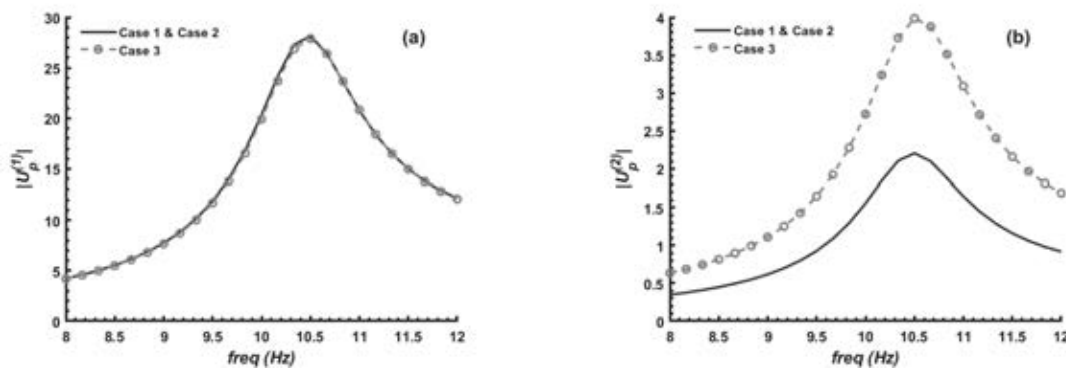 30
25
20
15
10
5
0
|U_p^(1)|
Case 1 & Case 2
Case 3
(a)
8 8.5 9 9.5 10 10.5 11 11.5 12
freq (Hz)
4
3.5
3
2.5
2
1.5
1
0.5
0
|U_p^(2)|
Case 1 & Case 2
Case 3
(b)
8 8.5 9 9.5 10 10.5 11 11.5 12
freq (Hz)